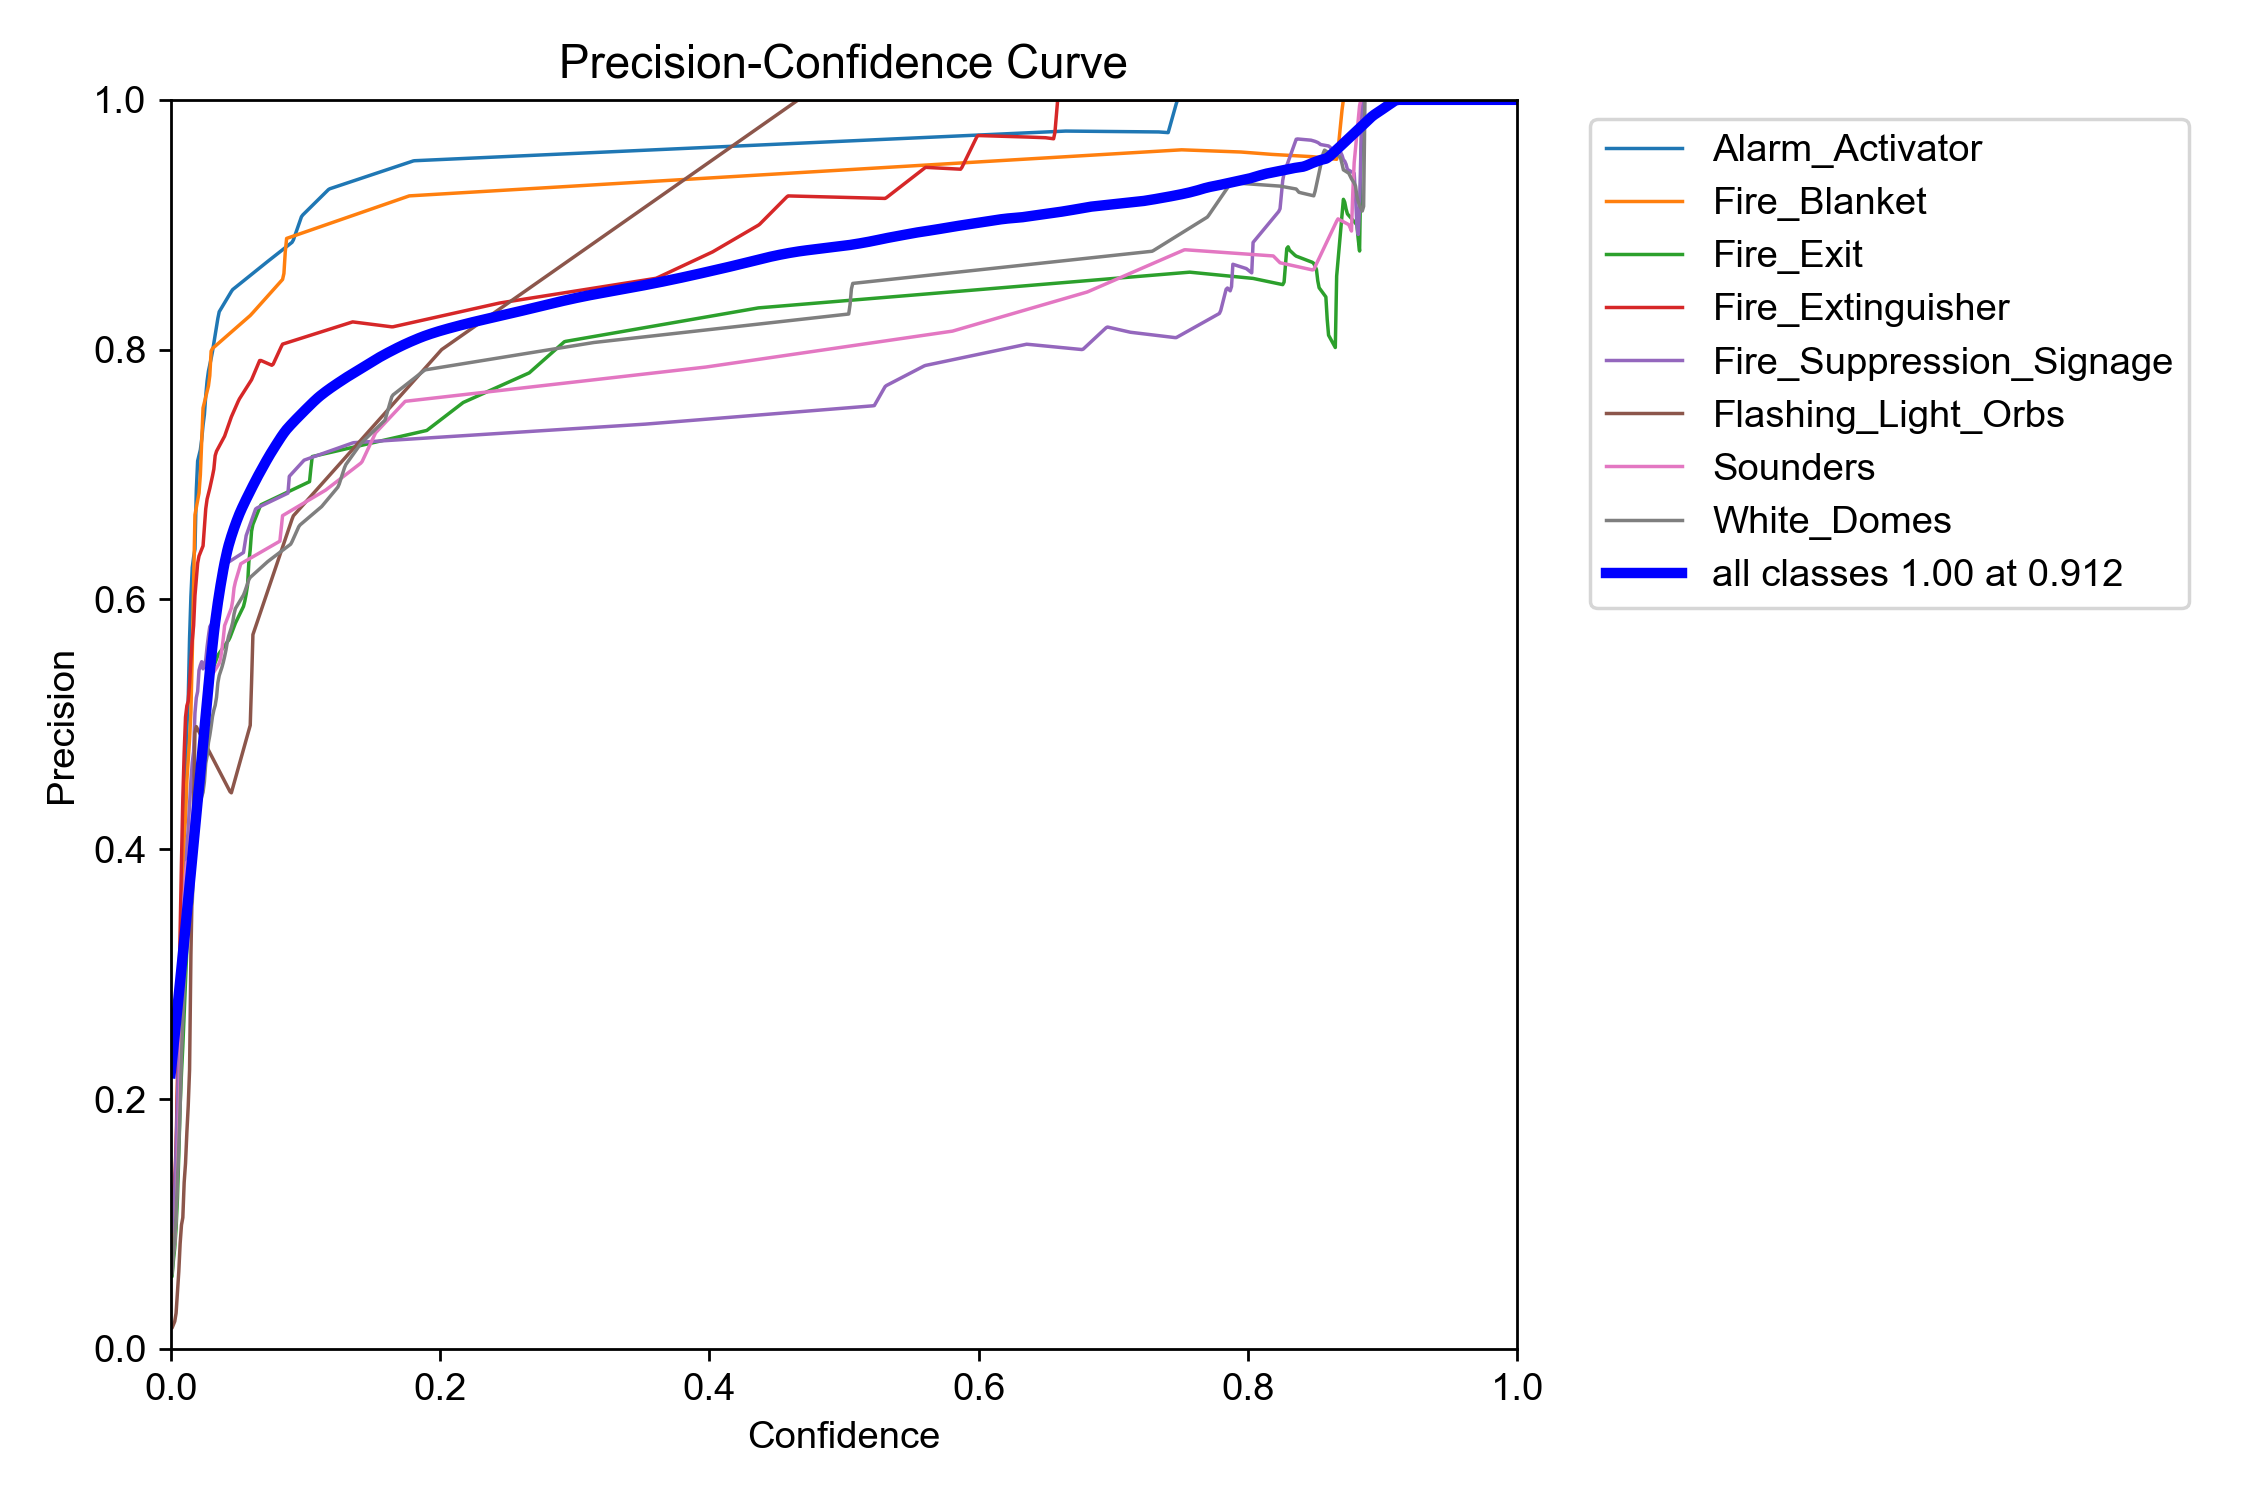 Precision-Confidence Curve
1.0
0.8
0.6
0.4
0.2
0.0
Precision
0.0 0.2 0.4 0.6 0.8 1.0
Confidence
Alarm_Activator
Fire_Blanket
Fire_Exit
Fire_Extinguisher
Fire_Suppression_Signage
Flashing_Light_Orbs
Sounders
White_Domes
all classes 1.00 at 0.912